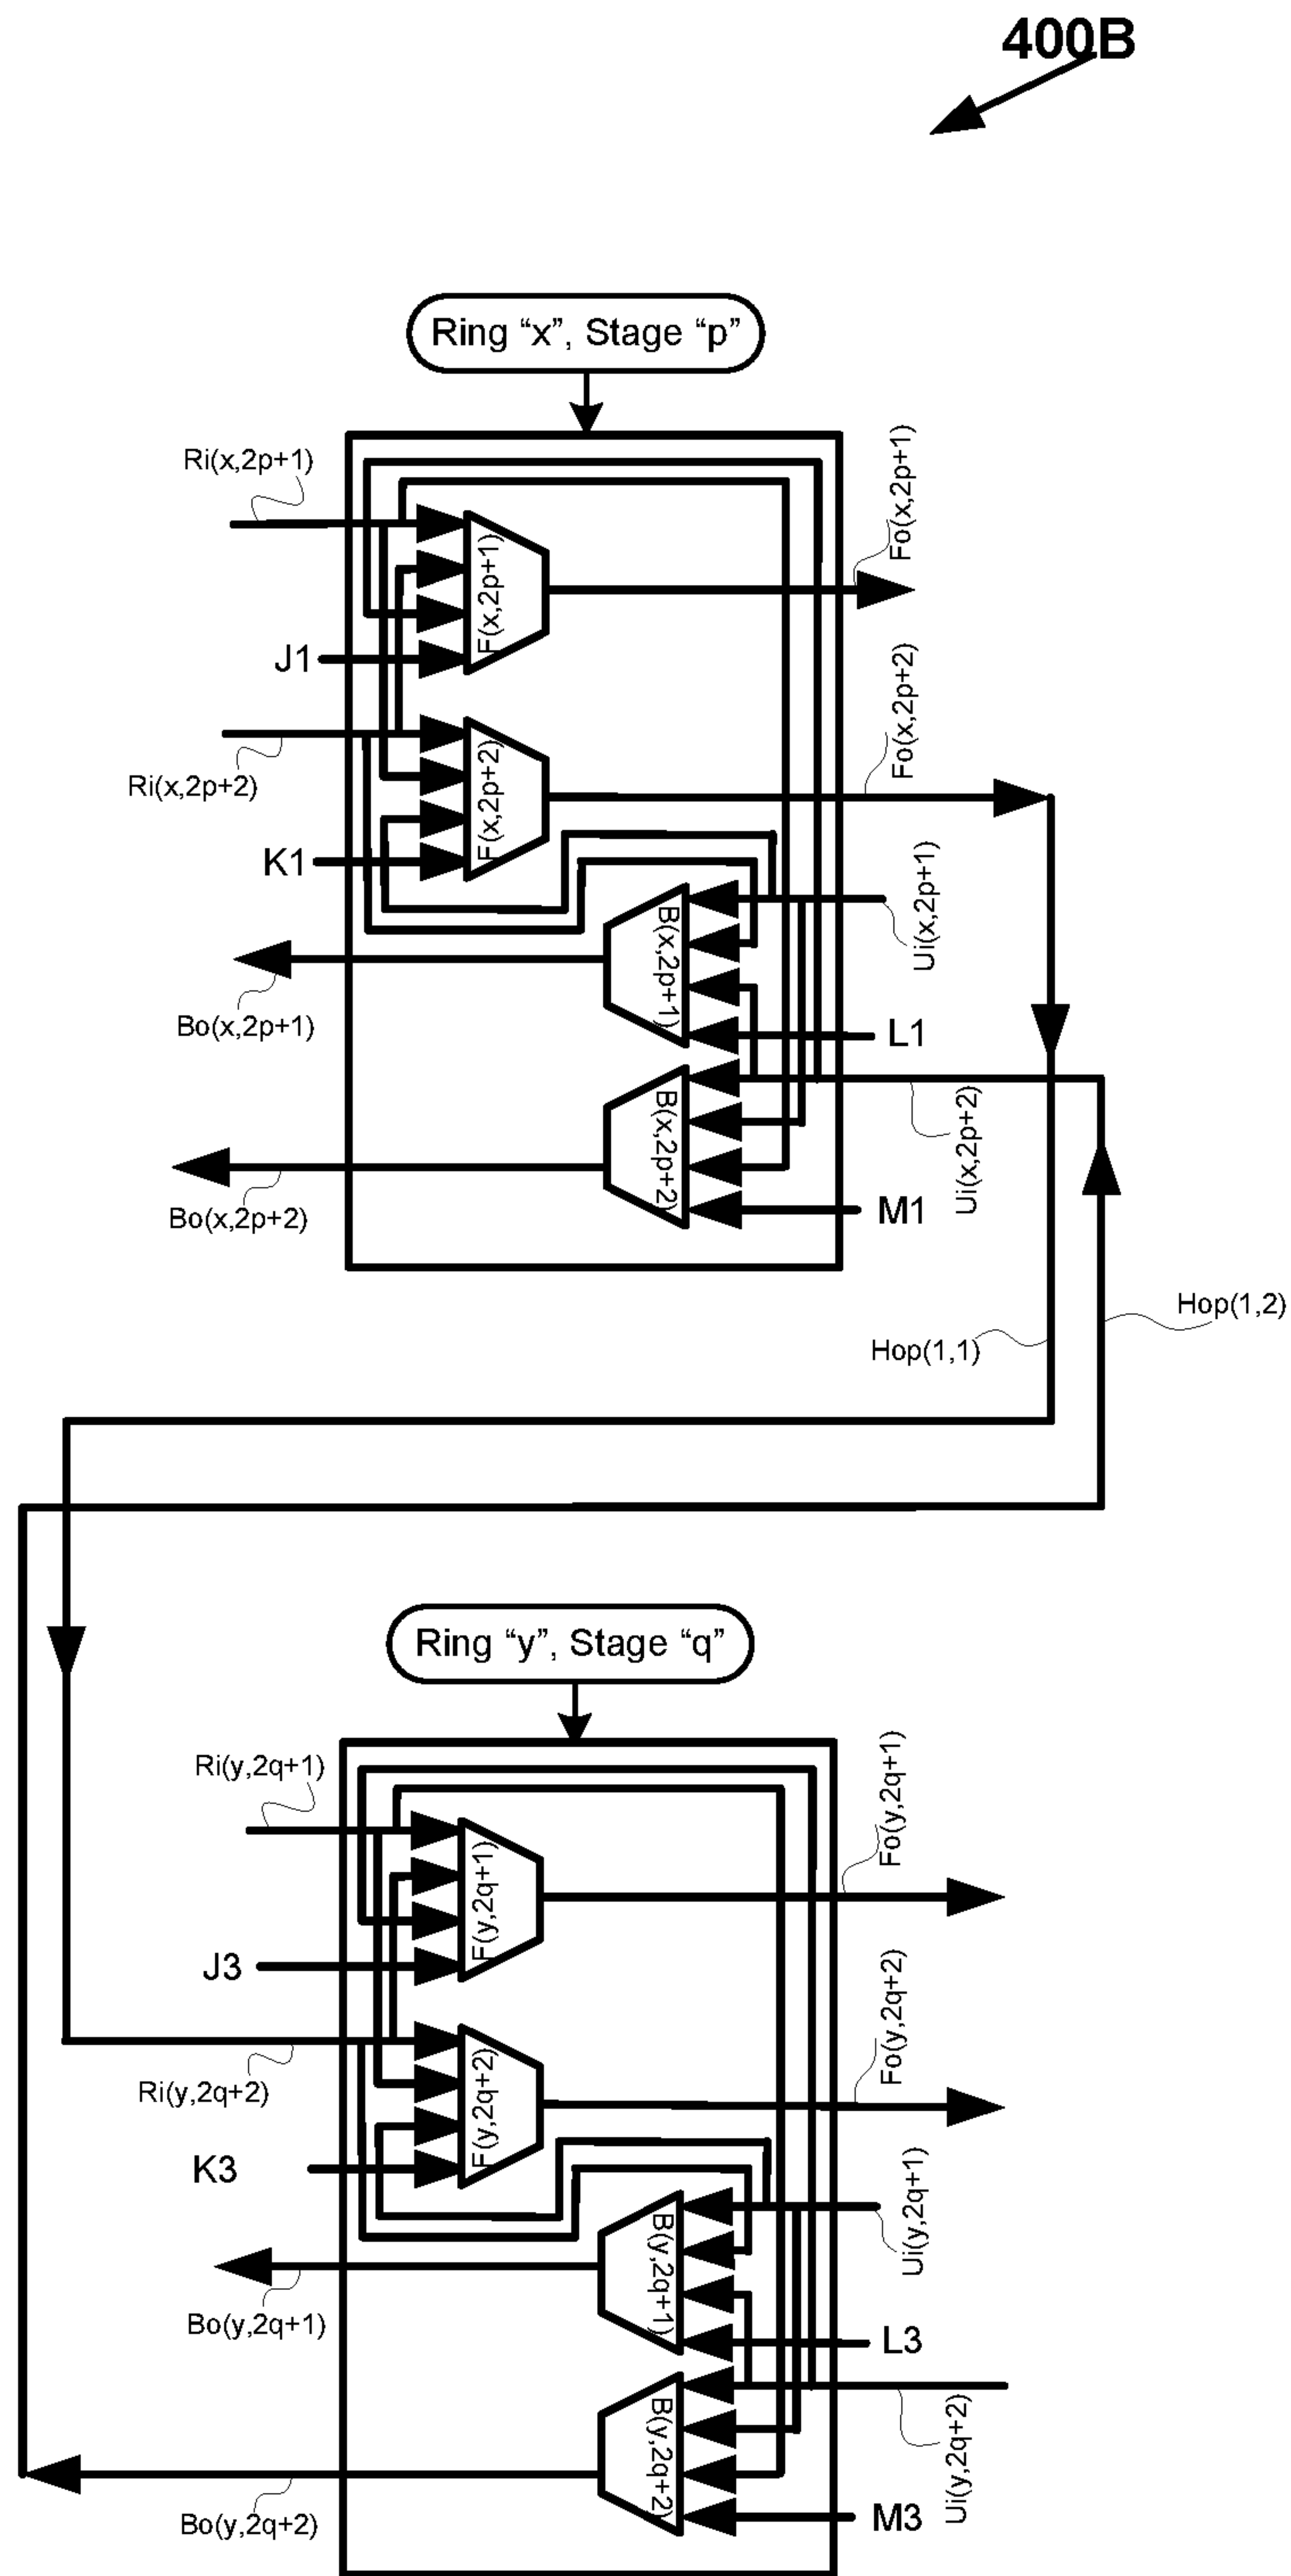 400B
Ring “x”, Stage “p”
Ri(x,2p+1)
Fo(x,2p+1)
F(x,2p+1)
J1
Fo(x,2p+2)
Ri(x,2p+2)
F(x,2p+2)
K1
Ui(x,2p+1)
B(x,2p+1)
Bo(x,2p+1)
L1
B(x,2p+2)
Ui(x,2p+2)
Bo(x,2p+2)
M1
Hop(1,2)
Hop(1,1)
Ring “y”, Stage “q”
Ri(y,2q+1)
Fo(y,2q+1)
F(y,2q+1)
J3
Fo(y,2q+2)
Ri(y,2q+2)
F(y,2q+2)
K3
Ui(y,2q+1)
B(y,2q+1)
Bo(y,2q+1)
L3
B(y,2q+2)
Ui(y,2q+2)
Bo(y,2q+2)
M3